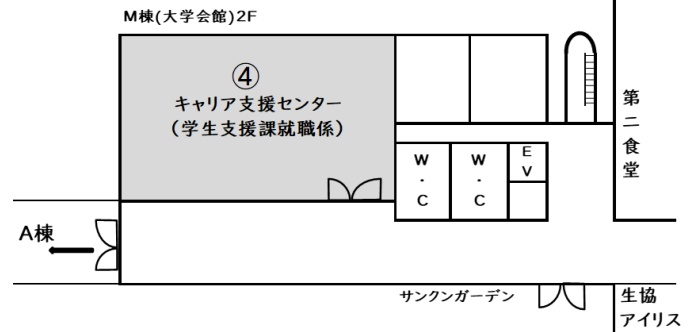 M棟(大学会館)2F
④
キャリア支援センター
(学生支援課就職係)
第二食堂
W・C
W・C
EV
A棟
サンクンガーデン
生協
アイリス